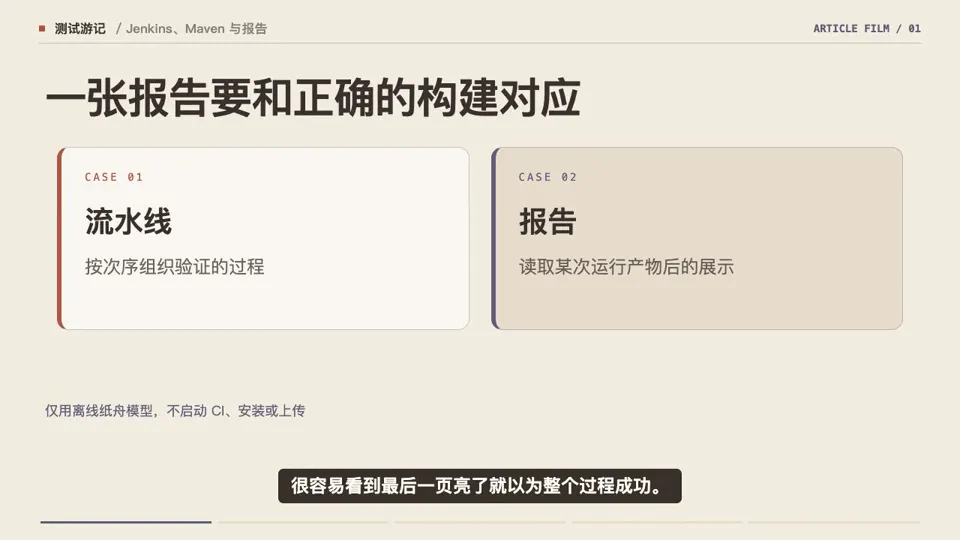 测试游记 / Jenkins、Maven 与报告
ARTICLE FILM / 01
一张报告要和正确的构建对应
CASE 01
流水线
按次序组织验证的过程
CASE 02
报告
读取某次运行产物后的展示
仅用离线纸舟模型，不启动 CI、安装或上传
很容易看到最后一页亮了就以为整个过程成功。